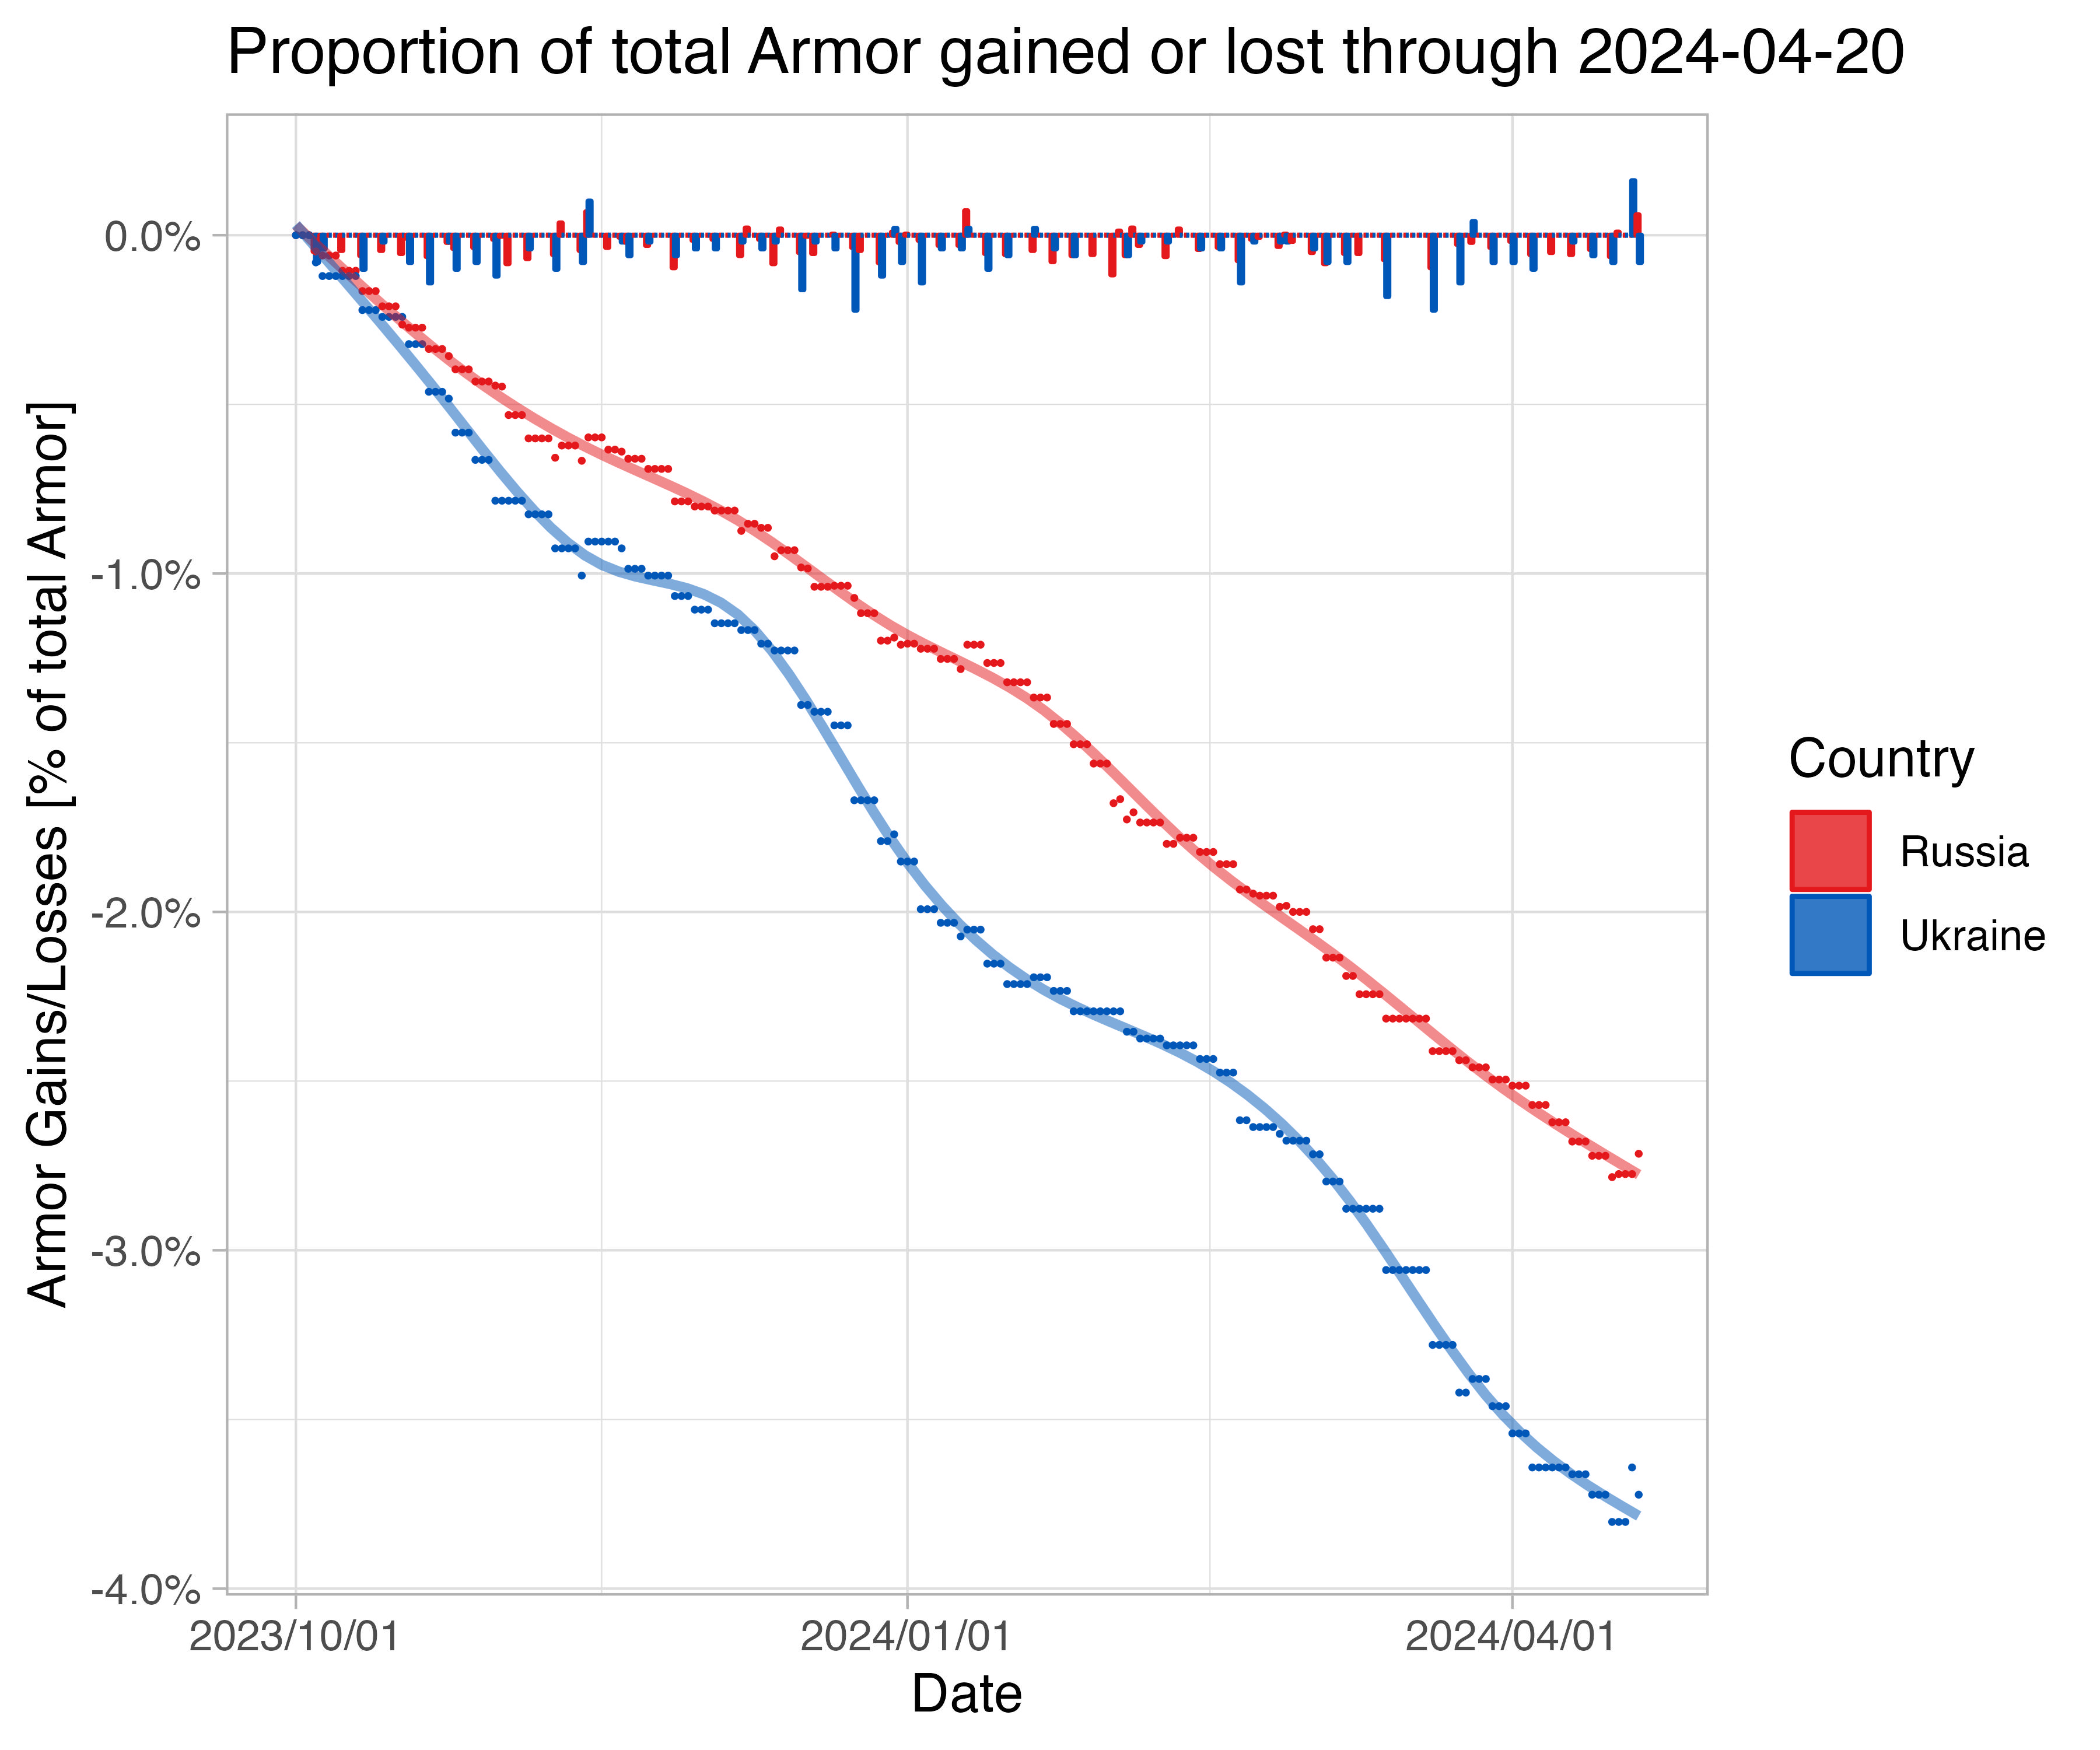 Proportion of total Armor gained or lost through 2024-04-20
Armor Gains/Losses [% of total Armor]
0.0%
-1.0%
-2.0%
-3.0%
-4.0%
2023/10/01
2024/01/01
2024/04/01
Date
Country
Russia
Ukraine